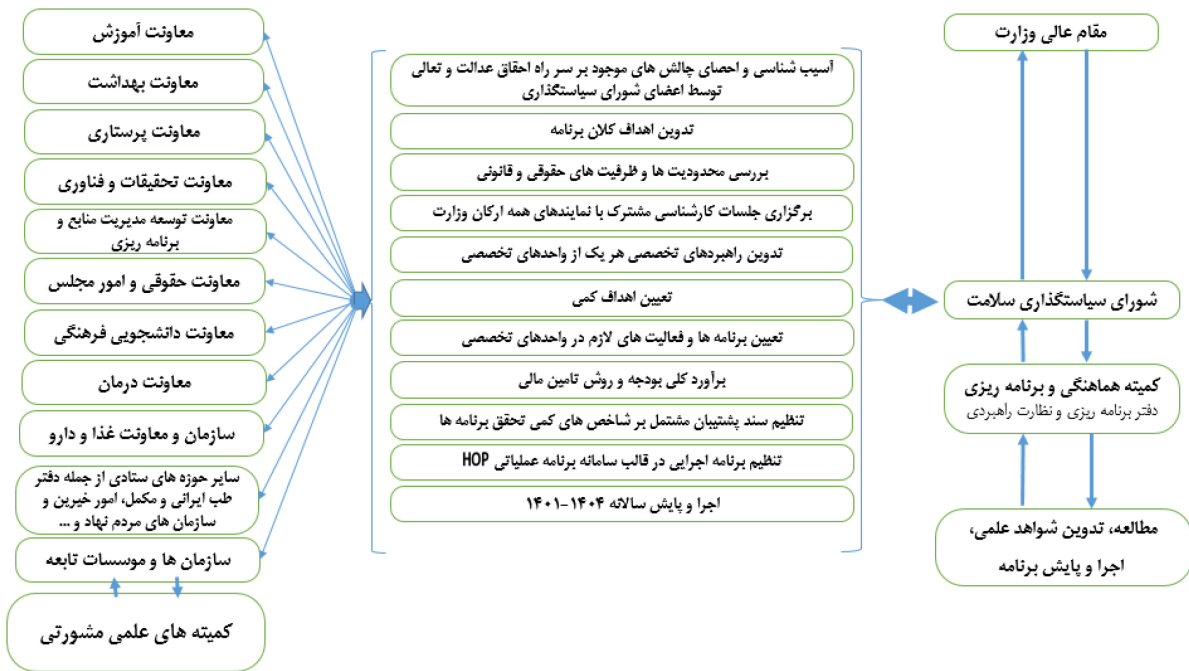 مقام عالی وزارت
شورای سیاستگذاری سلامت
کمیته هماهنگی و برنامه ریزی
دفتر برنامه ریزی و نظارت راهبردی
مطالعه، تدوین شواهد علمی،
اجرا و پایش برنامه
آسیب شناسی و احصای چالش های موجود بر سر راه احقاق عدالت و تعالی
توسط اعضای شورای سیاستگذاری
تدوین اهداف کلان برنامه
بررسی محدودیت ها و ظرفیت های حقوقی و قانونی
برگزاری جلسات کارشناسی مشترک با نمایندهای همه ارکان وزارت
تدوین راهبردهای تخصصی هر یک از واحدهای تخصصی
تعیین اهداف کمی
تعیین برنامه ها و فعالیت های لازم در واحدهای تخصصی
برآورد کلی بودجه و روش تامین مالی
تنظیم سند پشتیبان مشتمل بر شاخص های کمی تحقق برنامه ها
تنظیم برنامه اجرایی در قالب سامانه برنامه عملیاتی HOP
اجرا و پایش سالانه ۱۴۰۴-۱۴۰۱
معاونت آموزش
معاونت بهداشت
معاونت پرستاری
معاونت تحقیقات و فناوری
معاونت توسعه مدیریت منابع و
برنامه ریزی
معاونت حقوقی و امور مجلس
معاونت دانشجویی فرهنگی
معاونت درمان
سازمان و معاونت غذا و دارو
سایر حوزه های ستادی از جمله دفتر
طب ایرانی و مکمل، امور خیرین و
سازمان های مردم نهاد و ...
سازمان ها و موسسات تابعه
کمیته های علمی مشورتی